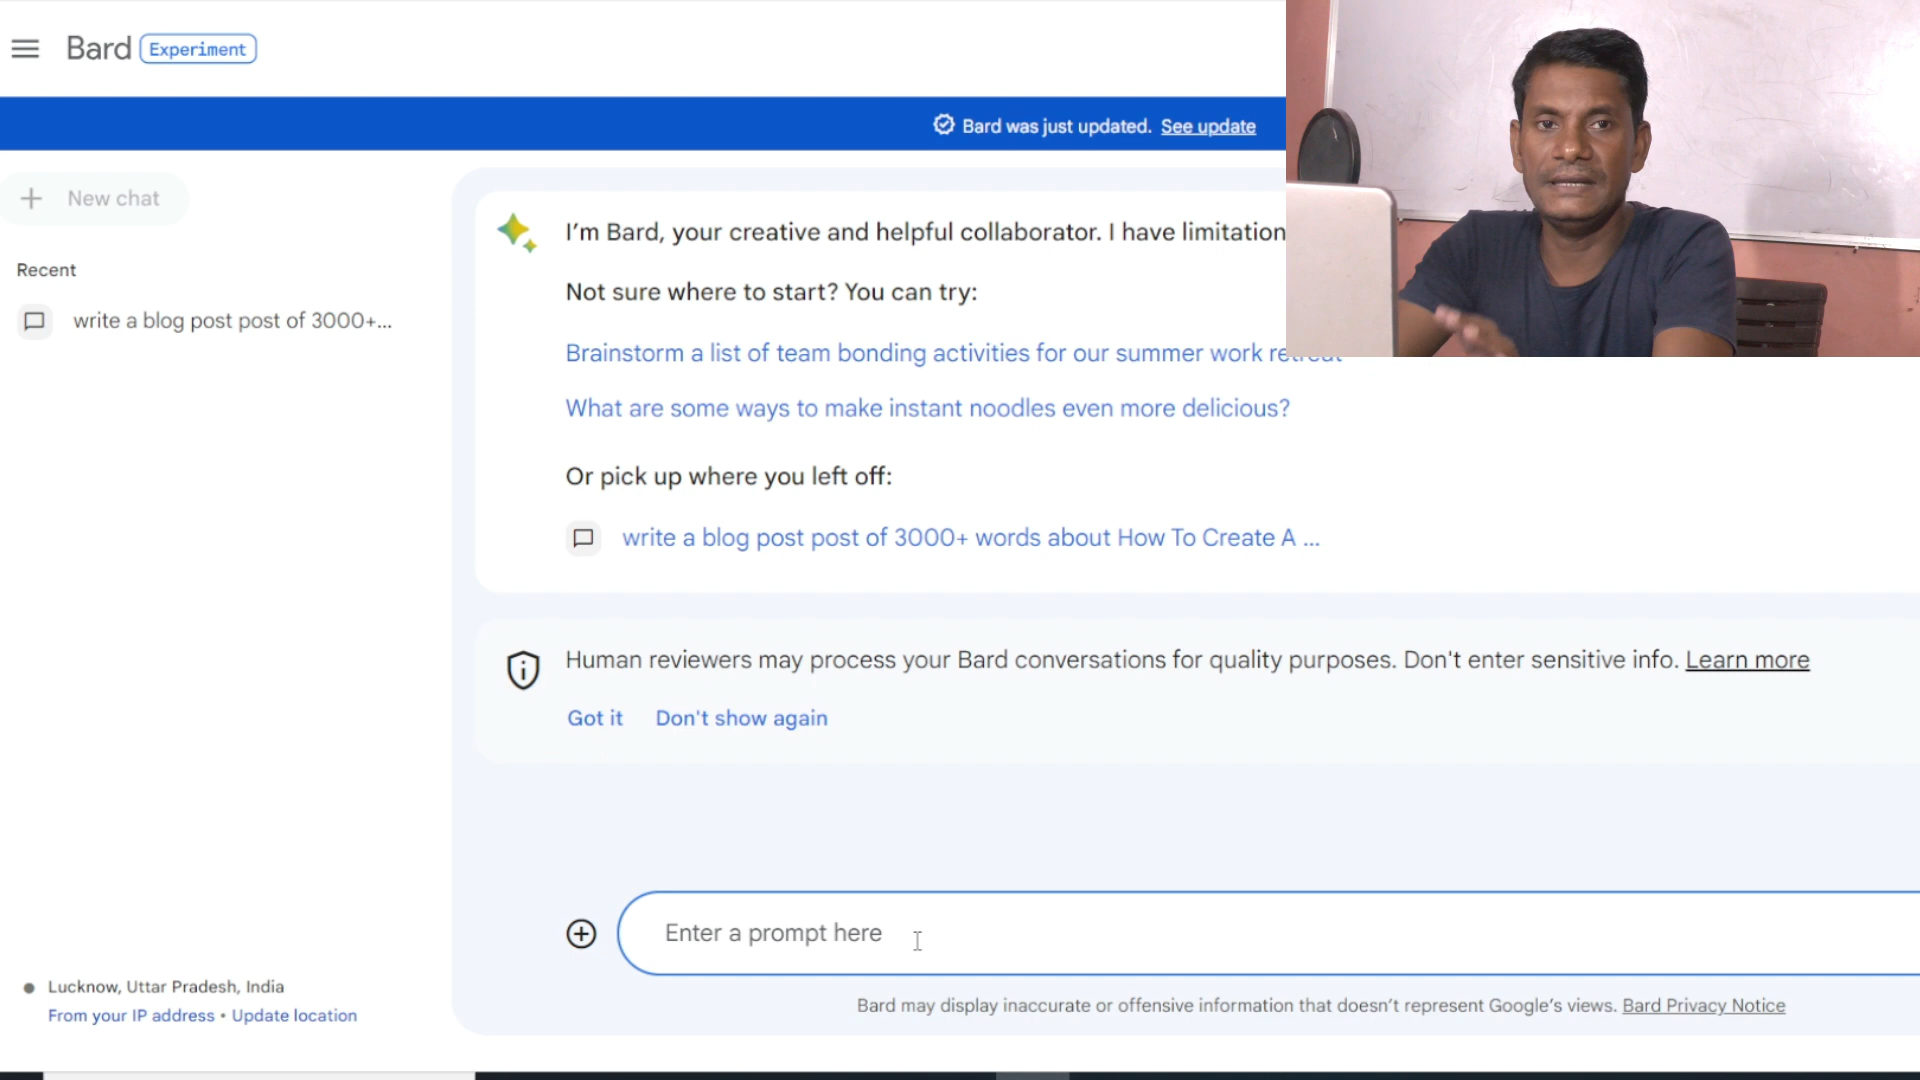 Bard Experiment
Bard was just updated. See update
New chat
Recent
write a blog post post of 3000+...
I’m Bard, your creative and helpful collaborator. I have limitation
Not sure where to start? You can try:
Brainstorm a list of team bonding activities for our summer work retreat
What are some ways to make instant noodles even more delicious?
Or pick up where you left off:
write a blog post post of 3000+ words about How To Create A ...
Human reviewers may process your Bard conversations for quality purposes. Don't enter sensitive info. Learn more
Got it Don't show again
Enter a prompt here
Lucknow, Uttar Pradesh, India
From your IP address • Update location
Bard may display inaccurate or offensive information that doesn’t represent Google’s views. Bard Privacy Notice